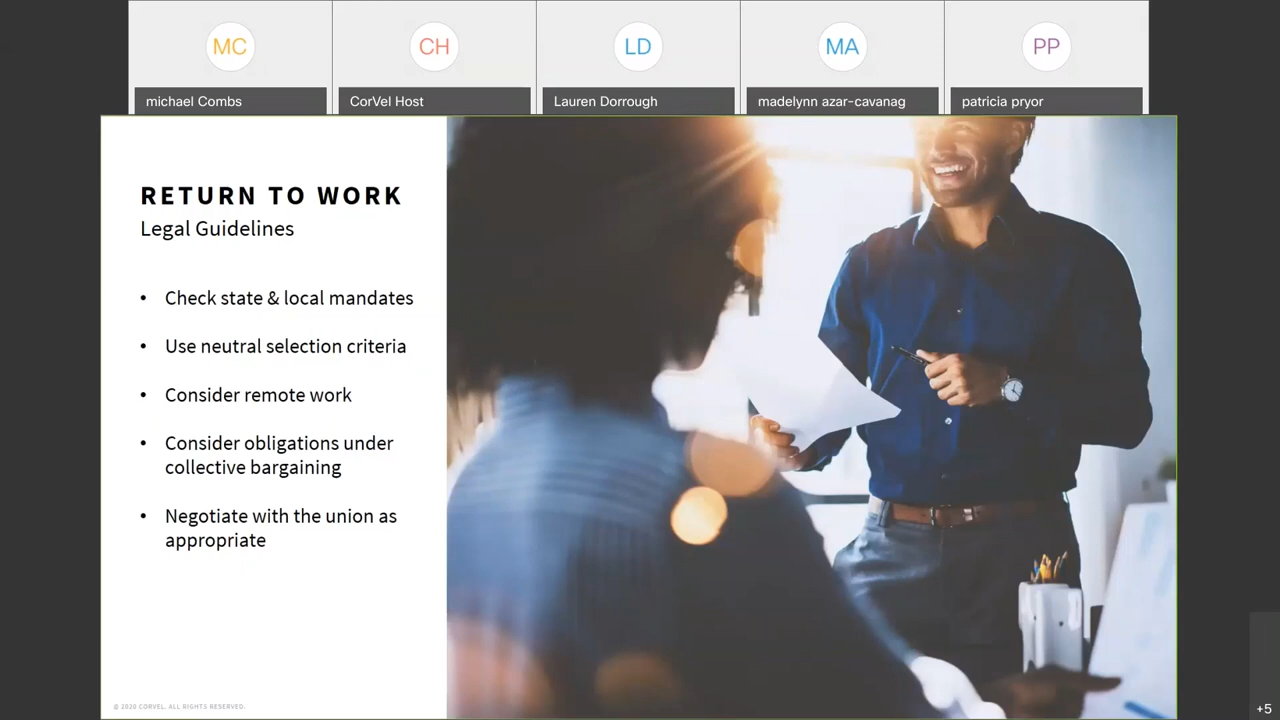 MC
CH
LD
MA
PP
michael Combs
CorVel Host
Lauren Dorrough
madelynn azar-cavanag
patricia pryor
RETURN TO WORK
Legal Guidelines
• Check state & local mandates
• Use neutral selection criteria
• Consider remote work
• Consider obligations under
collective bargaining
• Negotiate with the union as
appropriate
© 2020 CORVEL. ALL RIGHTS RESERVED.
+5